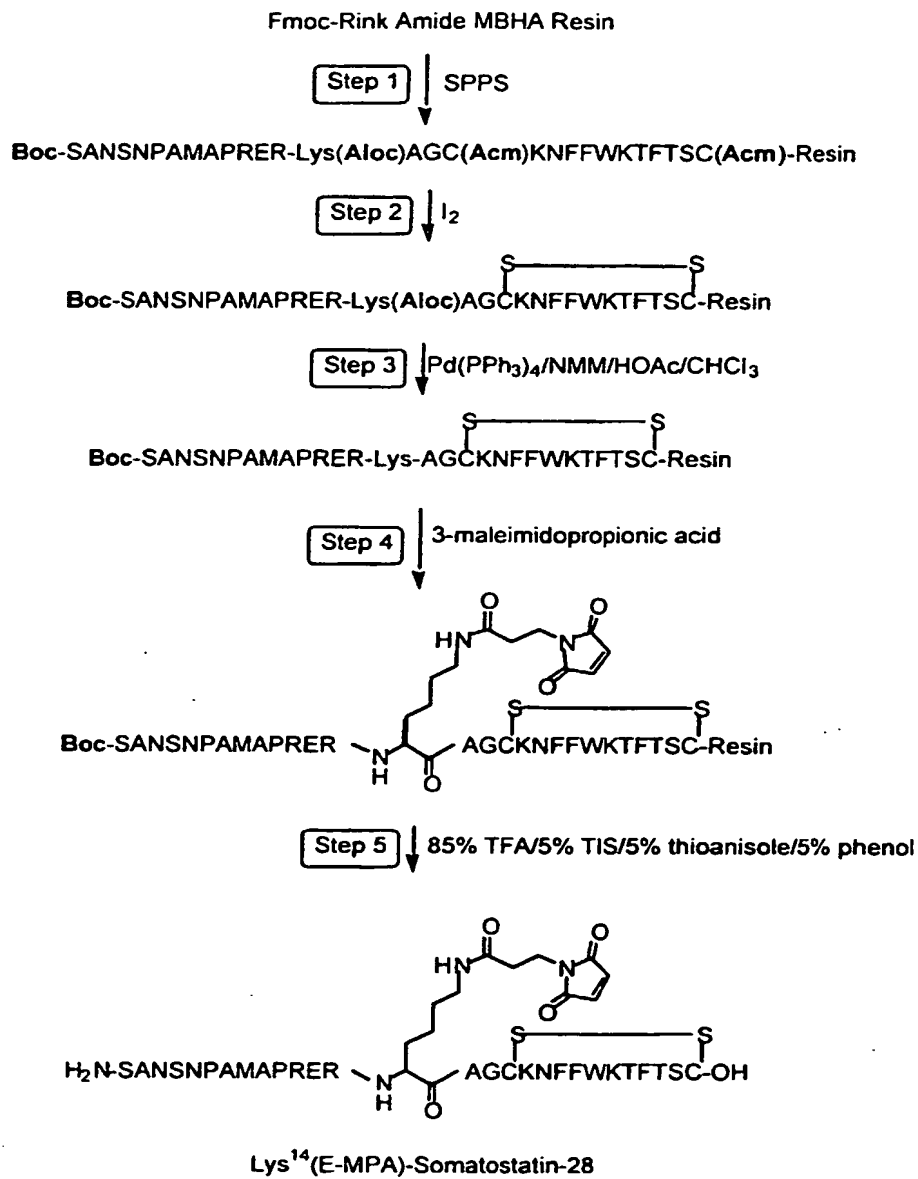 Fmoc-Rink Amide MBHA Resin
Step 1 SPPS
Boc-SANSNPAMAPRER-Lys(Aloc)AGC(Acm)KNFFWKTFTSC(Acm)-Resin
Step 2 I2
S S
Boc-SANSNPAMAPRER-Lys(Aloc)AGCKNFFWKTFTSC-Resin
Step 3 Pd(PPh3)4/NMM/HOAc/CHCl3
S S
Boc-SANSNPAMAPRER-Lys-AGCKNFFWKTFTSC-Resin
Step 4 3-maleimidopropionic acid
O O
HN N
O
S S
Boc-SANSNPAMAPRER N AGCKNFFWKTFTSC-Resin
H O
Step 5 85% TFA/5% TIS/5% thioanisole/5% phenol
O O
HN N
O
S S
H2N-SANSNPAMAPRER N AGCKNFFWKTFTSC-OH
H O
Lys14(E-MPA)-Somatostatin-28